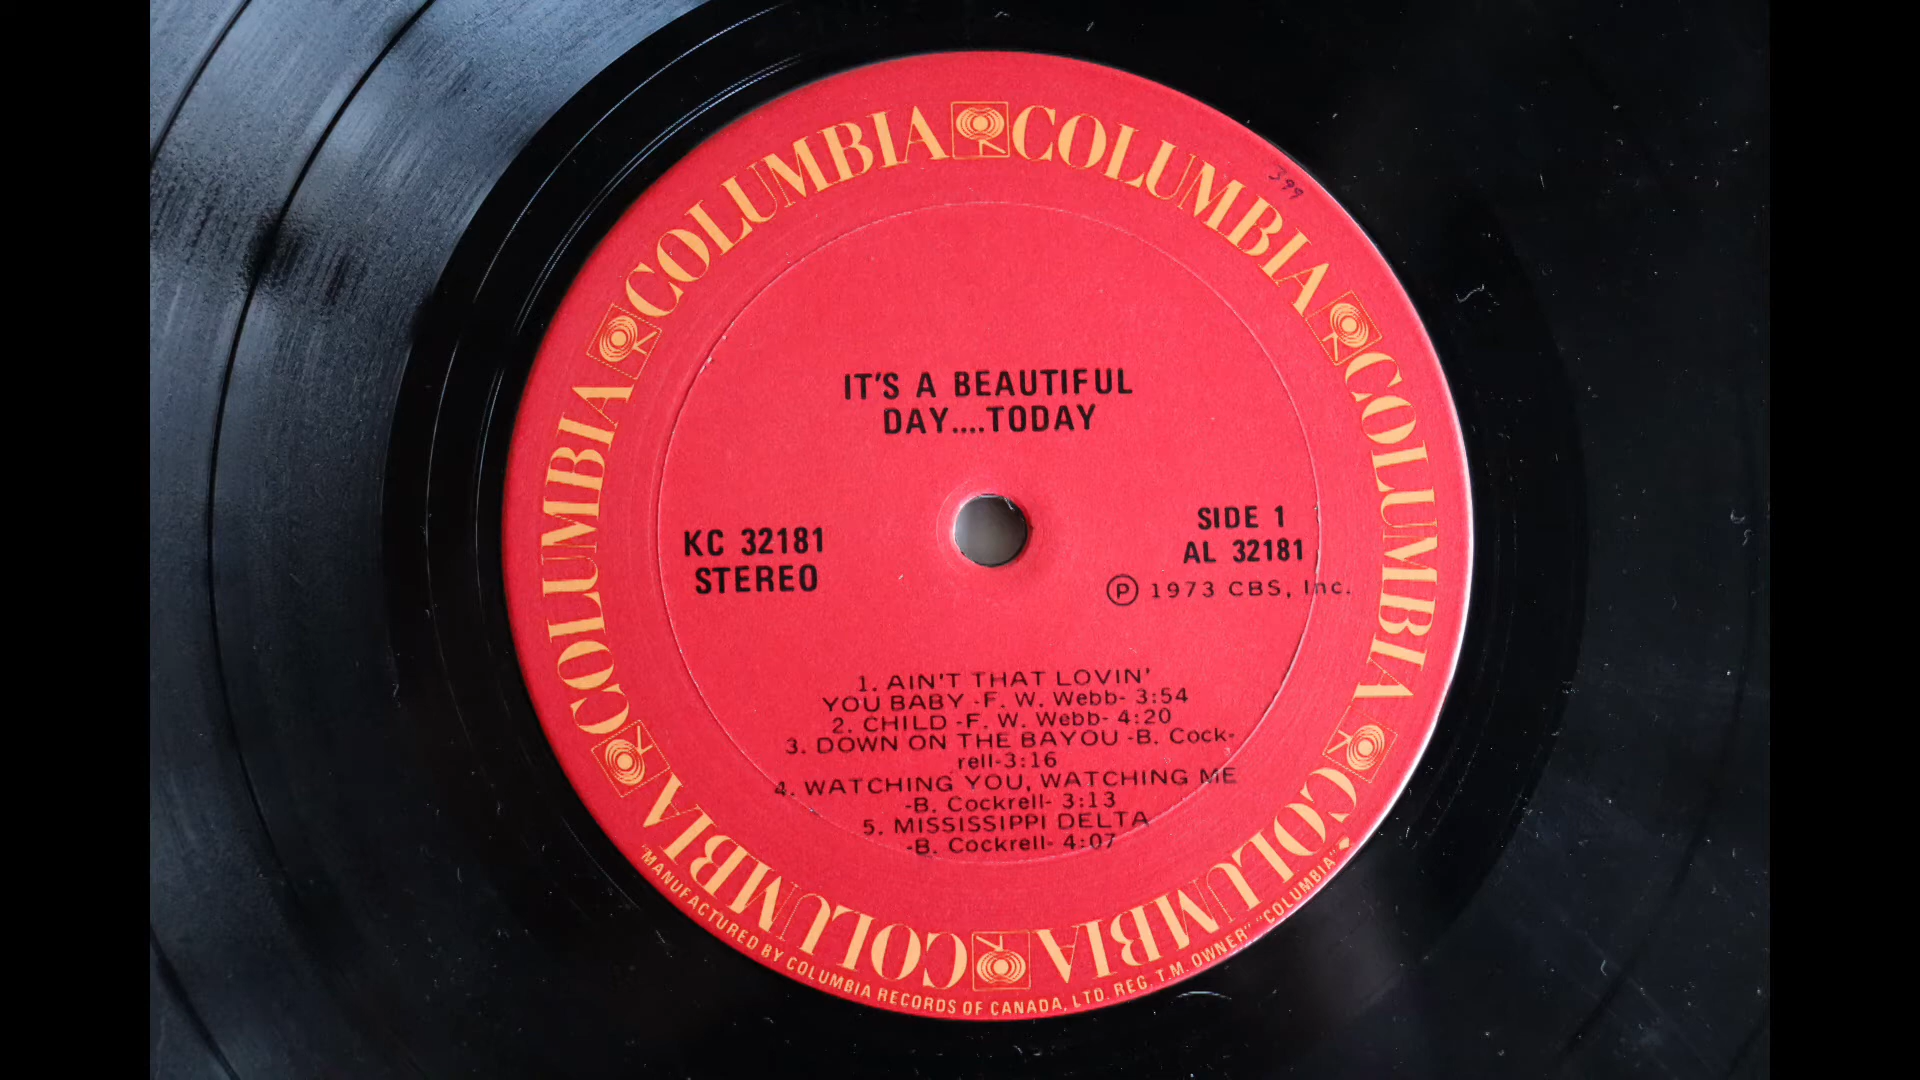 COLUMBIA COLUMBIA COLUMBIA COLUMBIA COLUMBIA COLUMBIA
399
IT'S A BEAUTIFUL
DAY....TODAY
KC 32181
STEREO
SIDE 1
AL 32181
Ⓟ 1973 CBS, Inc.
1. AIN'T THAT LOVIN'
YOU BABY -F. W. Webb- 3:54
2. CHILD -F. W. Webb- 4:20
3. DOWN ON THE BAYOU -B. Cock-
rell-3:16
4. WATCHING YOU, WATCHING ME
-B. Cockrell- 3:13
5. MISSISSIPPI DELTA
-B. Cockrell- 4:07
"MANUFACTURED BY COLUMBIA RECORDS OF CANADA, LTD. REG. T.M. OWNER" "COLUMBIA"